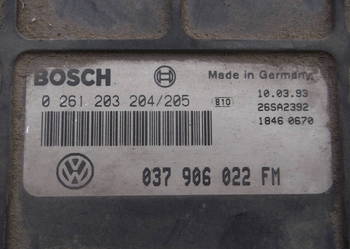 BOSCH
Made in Germany
0 261 203 204/205
B10
10.03.93
26SA2392
1846 0670
037 906 022 FM